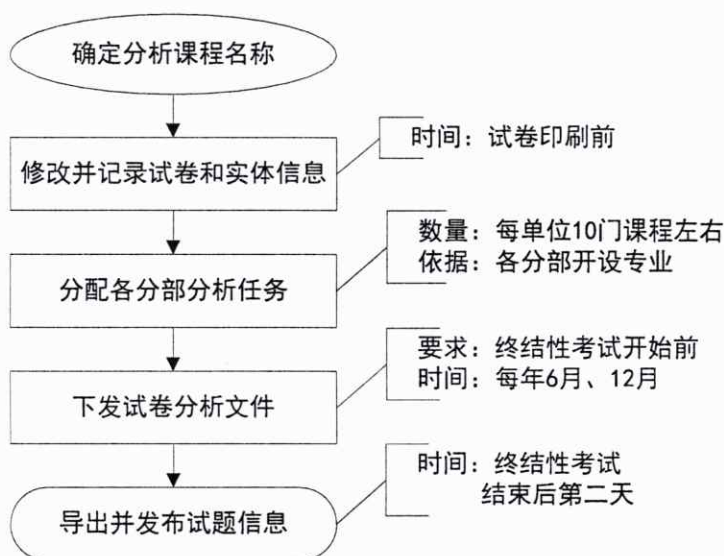 确定分析课程名称
时间：试卷印刷前
修改并记录试卷和实体信息
数量：每单位10门课程左右
依据：各分部开设专业
分配各分部分析任务
要求：终结性考试开始前
时间：每年6月、12月
下发试卷分析文件
时间：终结性考试
结束后第二天
导出并发布试题信息